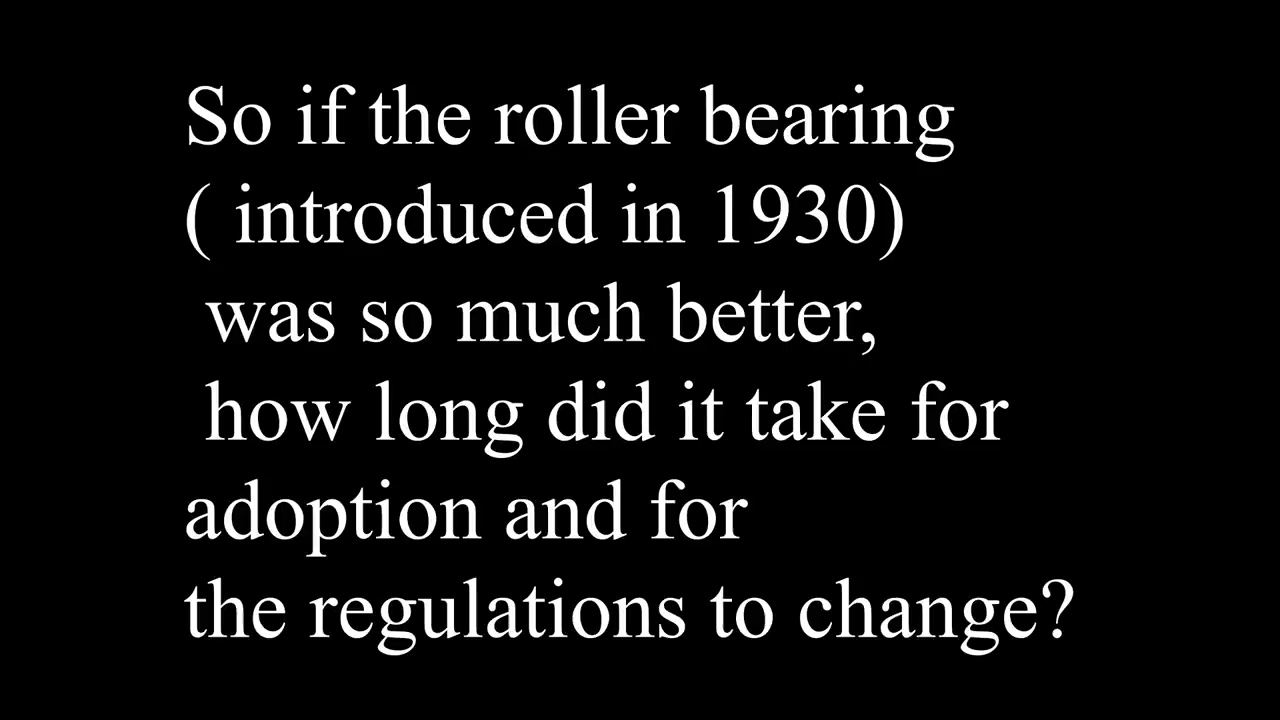 So if the roller bearing
( introduced in 1930)
was so much better,
how long did it take for
adoption and for
the regulations to change?